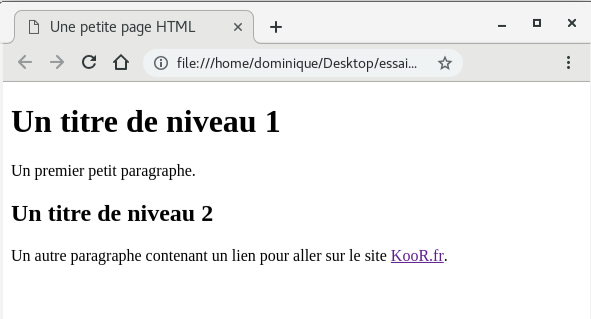 Une petite page HTML
file:///home/dominique/Desktop/essai...
Un titre de niveau 1
Un premier petit paragraphe.
Un titre de niveau 2
Un autre paragraphe contenant un lien pour aller sur le site KooR.fr.